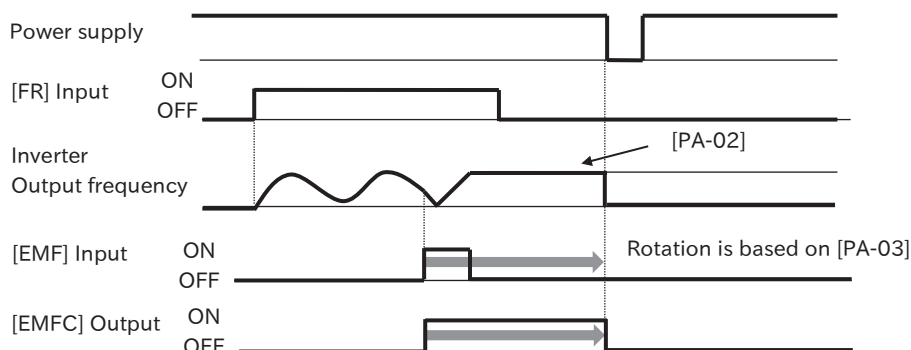 Power supply
[FR] Input
ON
OFF
[PA-02]
Inverter
Output frequency
[EMF] Input
ON
OFF
Rotation is based on [PA-03]
[EMFC] Output
ON
OFF